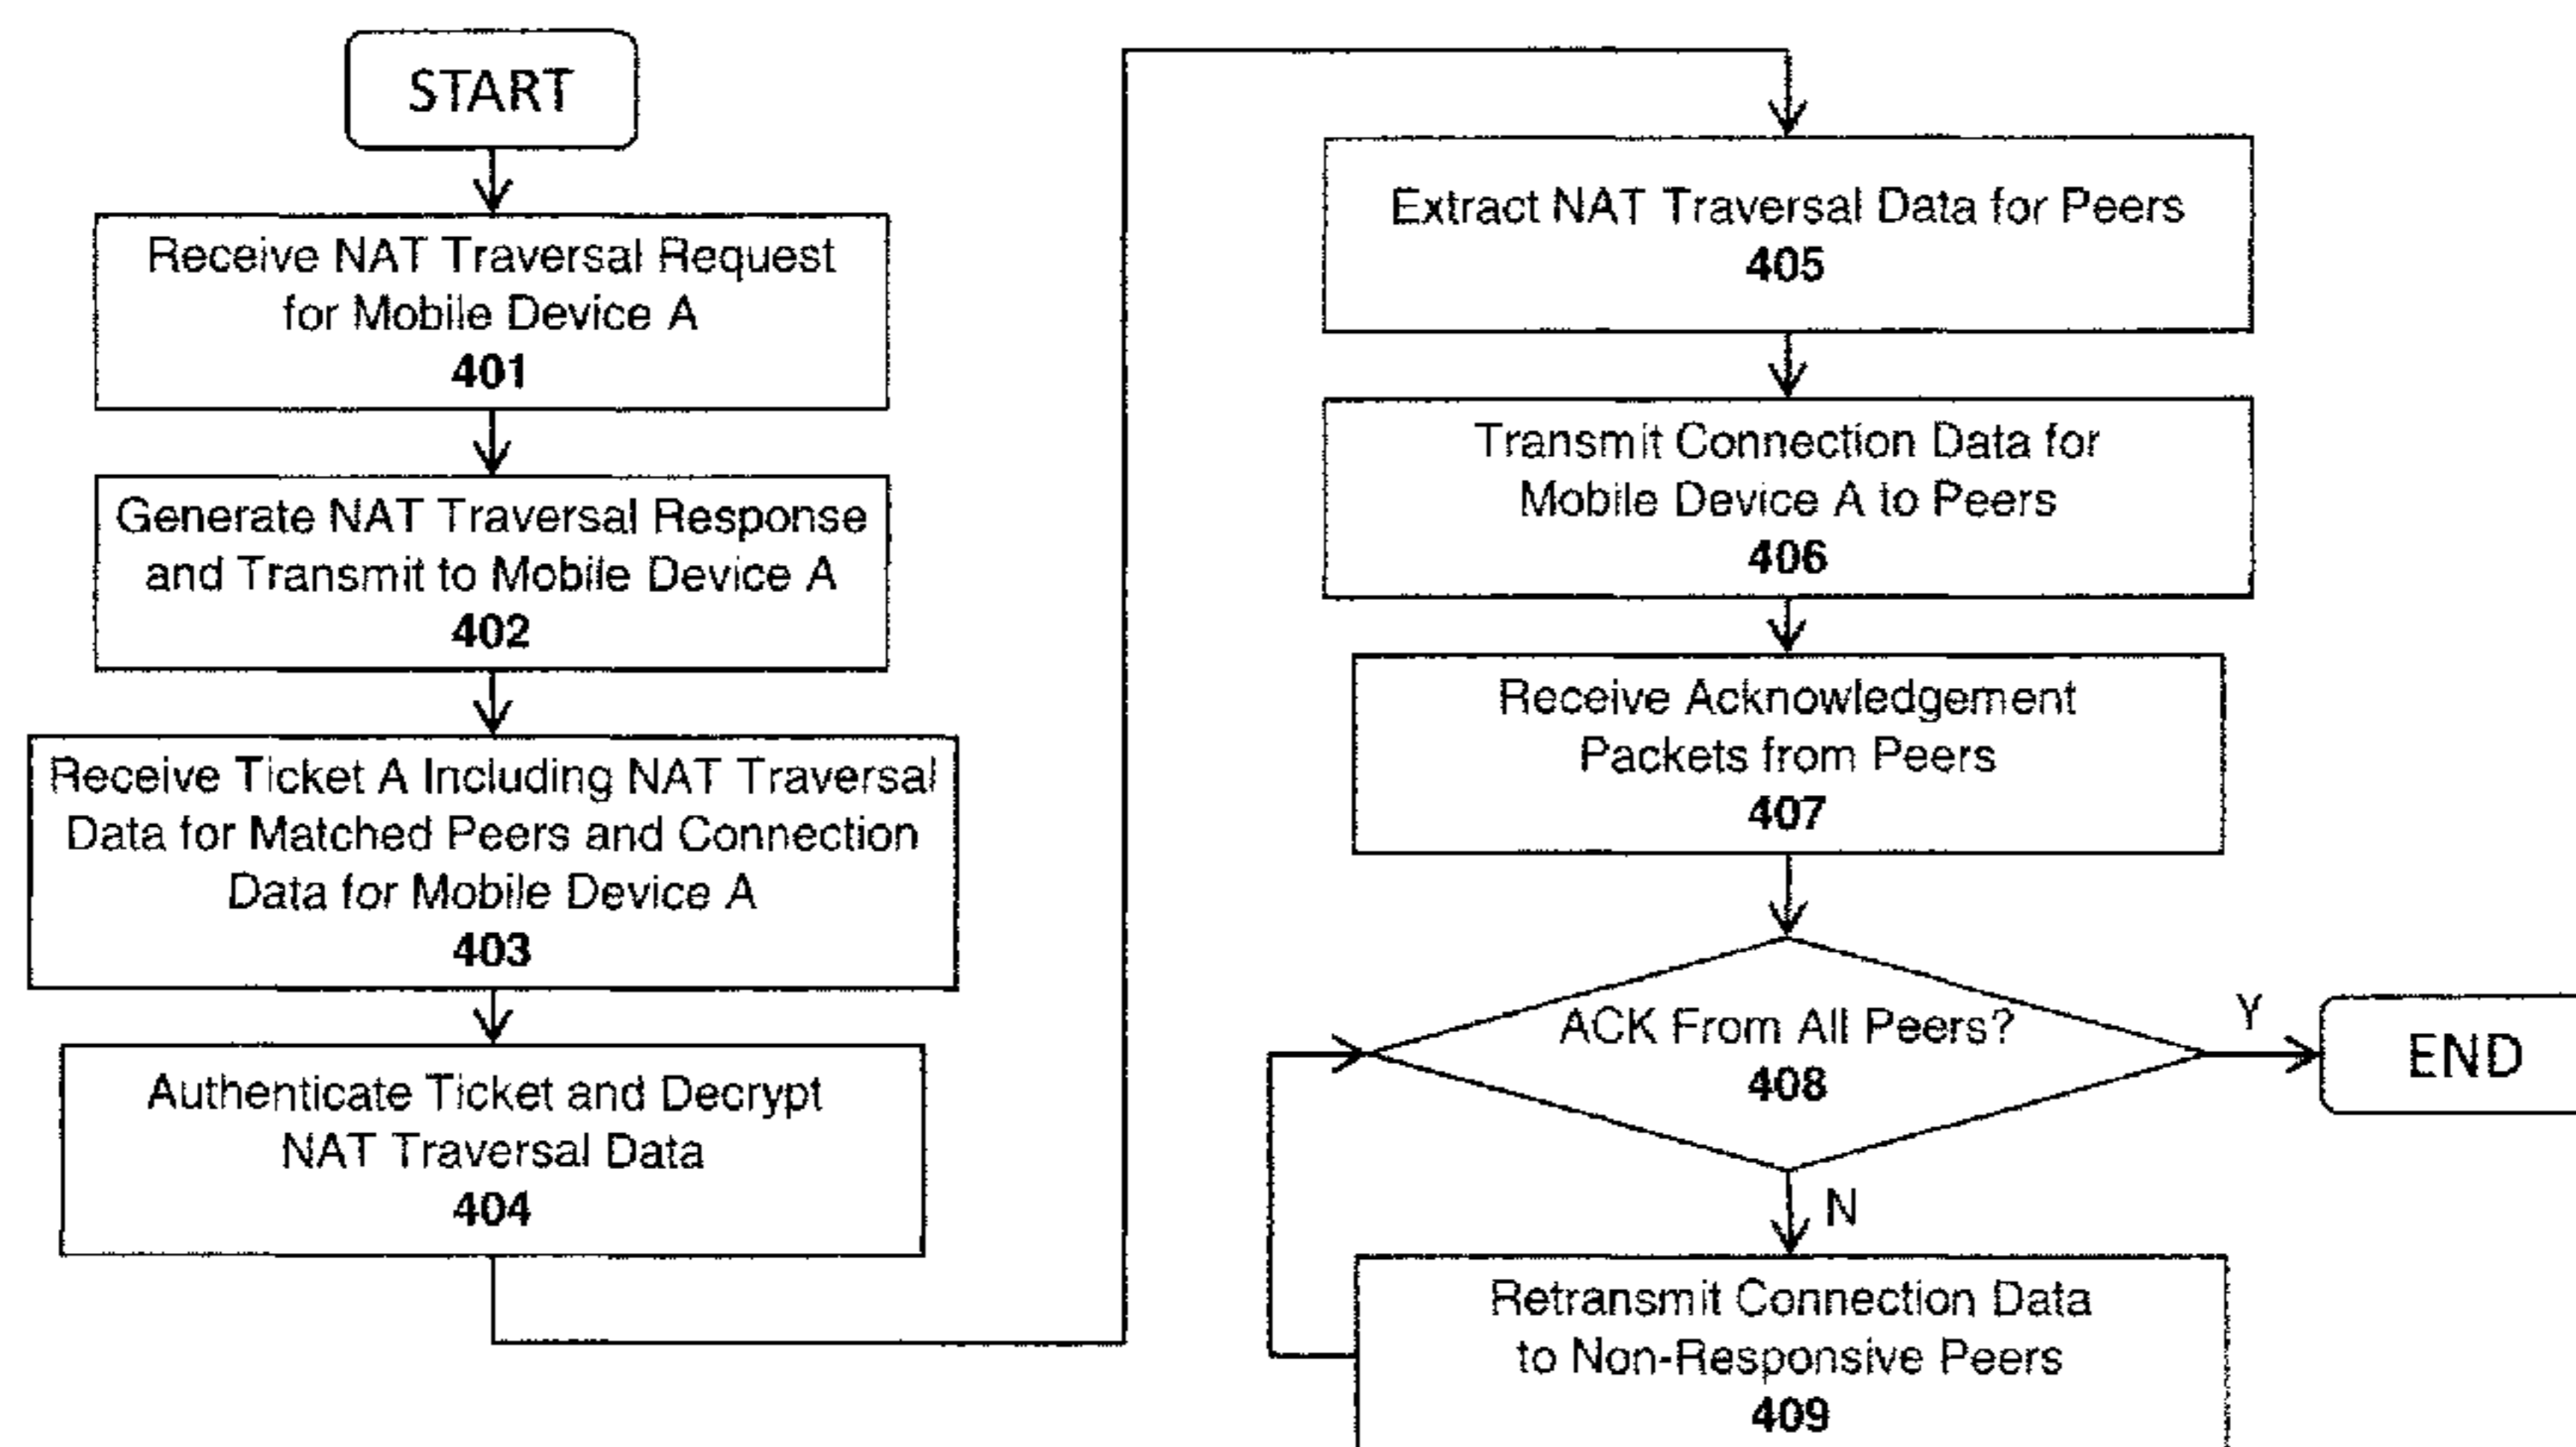 START
Receive NAT Traversal Request
for Mobile Device A
401
Generate NAT Traversal Response
and Transmit to Mobile Device A
402
Receive Ticket A Including NAT Traversal
Data for Matched Peers and Connection
Data for Mobile Device A
403
Authenticate Ticket and Decrypt
NAT Traversal Data
404
Extract NAT Traversal Data for Peers
405
Transmit Connection Data for
Mobile Device A to Peers
406
Receive Acknowledgement
Packets from Peers
407
ACK From All Peers?
408
Y
END
N
Retransmit Connection Data
to Non-Responsive Peers
409